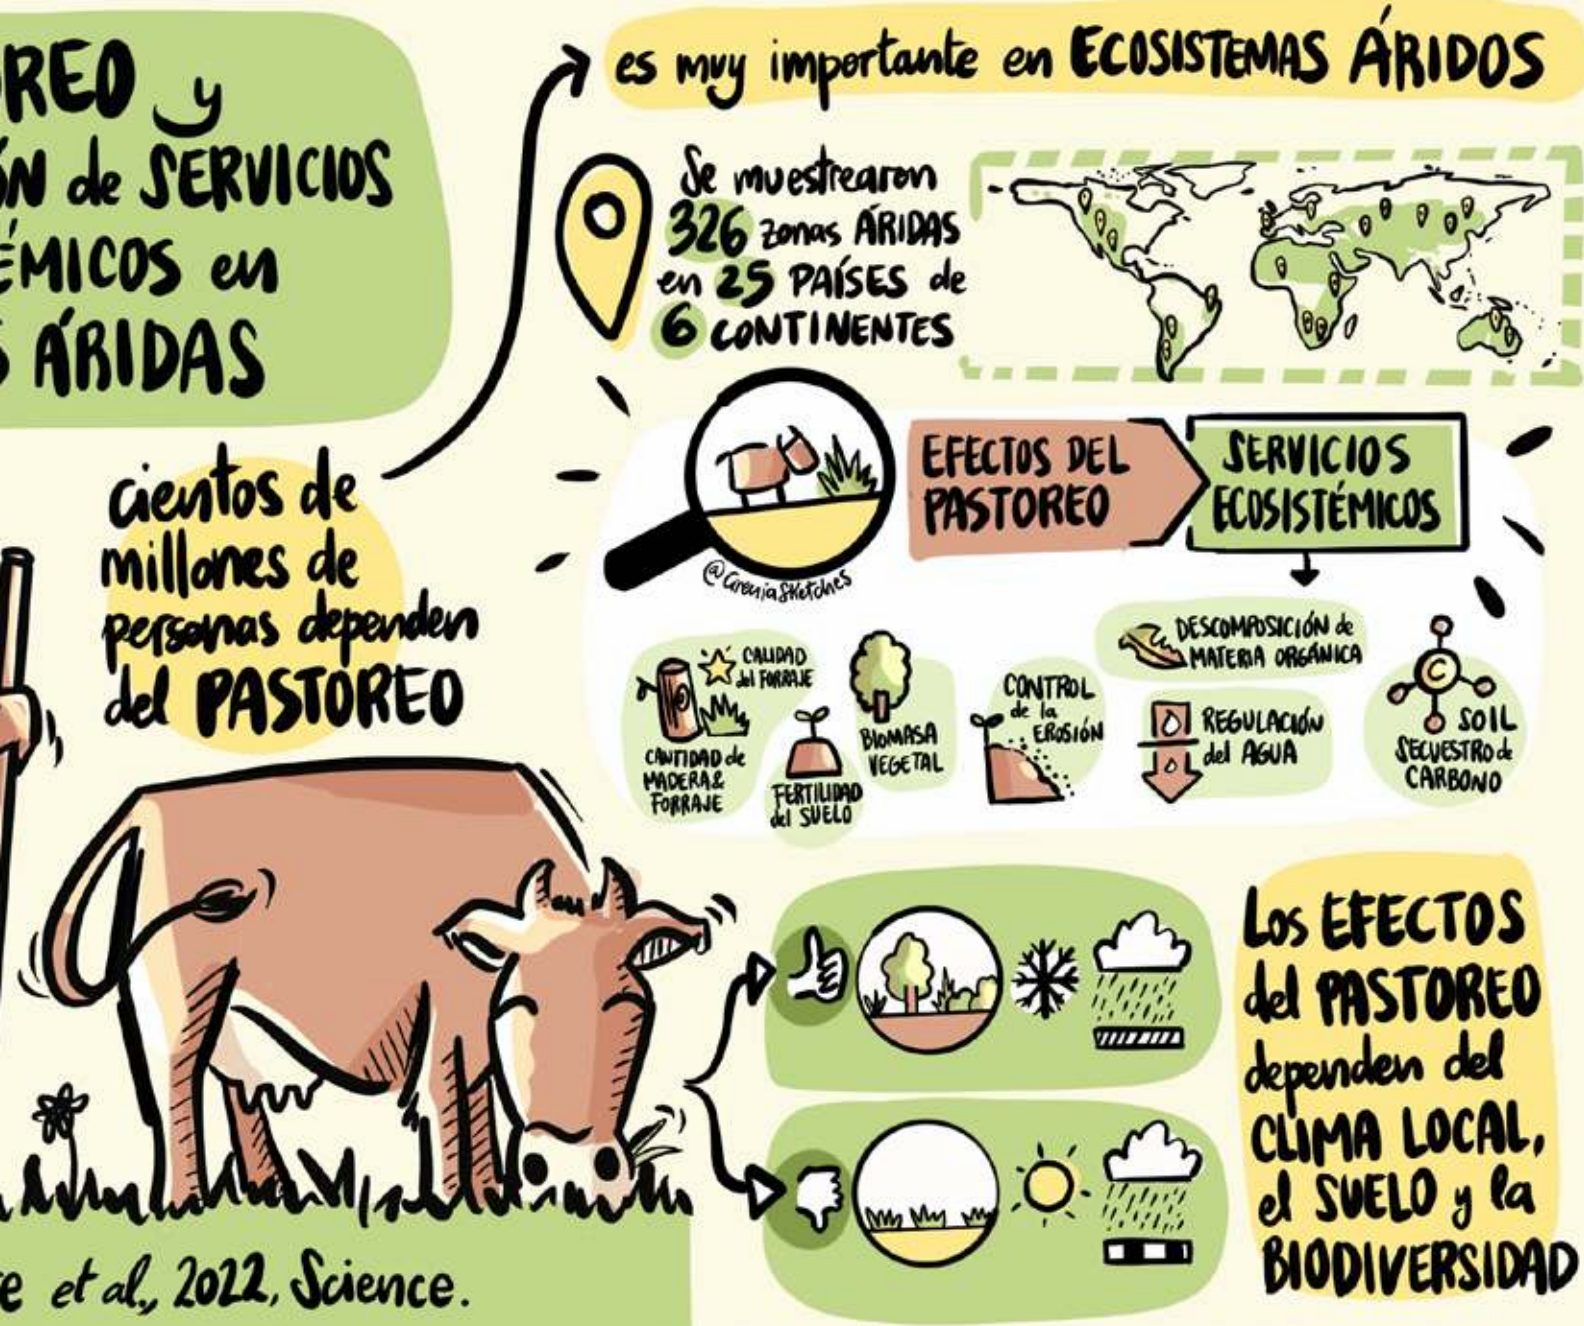 REO y
ÓN de SERVICIOS
ÉMICOS en
S ÁRIDAS
cientos de
millones de
personas dependen
del PASTOREO
es muy importante en ECOSISTEMAS ÁRIDOS
Se muestrearon
326 zonas ÁRIDAS
en 25 PAÍSES de
6 CONTINENTES
EFECTOS DEL
PASTOREO
SERVICIOS
ECOSISTÉMICOS
@CireniaSketches
CALIDAD
del FORRAJE
CANTIDAD de
MADERA &
FORRAJE
FERTILIDAD
del SUELO
BIOMASA
VEGETAL
CONTROL
de la
EROSIÓN
DESCOMPOSICIÓN de
MATERIA ORGÁNICA
REGULACIÓN
del AGUA
C
SOIL
SECUESTRO de
CARBONO
Los EFECTOS
del PASTOREO
dependen del
CLIMA LOCAL,
el SUELO y la
BIODIVERSIDAD
e et al., 2022, Science.